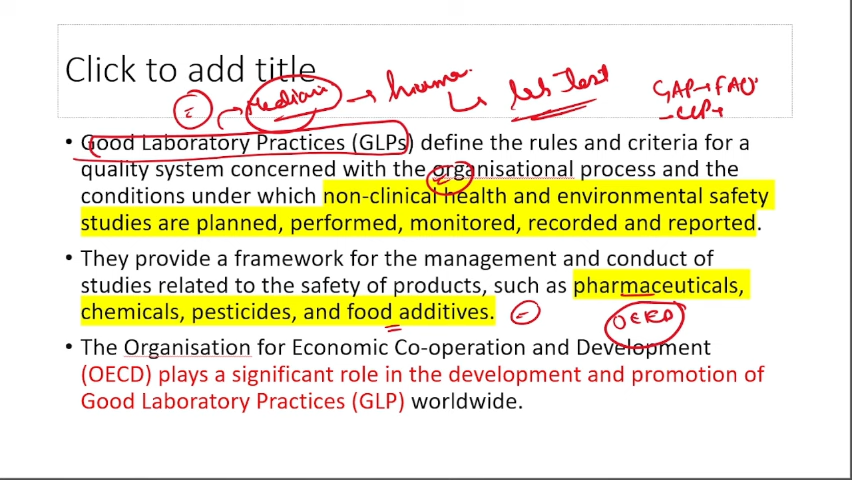 Click to add title
human
Lab Test
GAP→FAO
Good Laboratory Practices (GLPs) define the rules and criteria for a
quality system concerned with the organisational process and the
conditions under which non-clinical health and environmental safety
studies are planned, performed, monitored, recorded and reported.
• They provide a framework for the management and conduct of
studies related to the safety of products, such as pharmaceuticals,
chemicals, pesticides, and food additives.
OECD
• The Organisation for Economic Co-operation and Development
(OECD) plays a significant role in the development and promotion of
Good Laboratory Practices (GLP) worldwide.